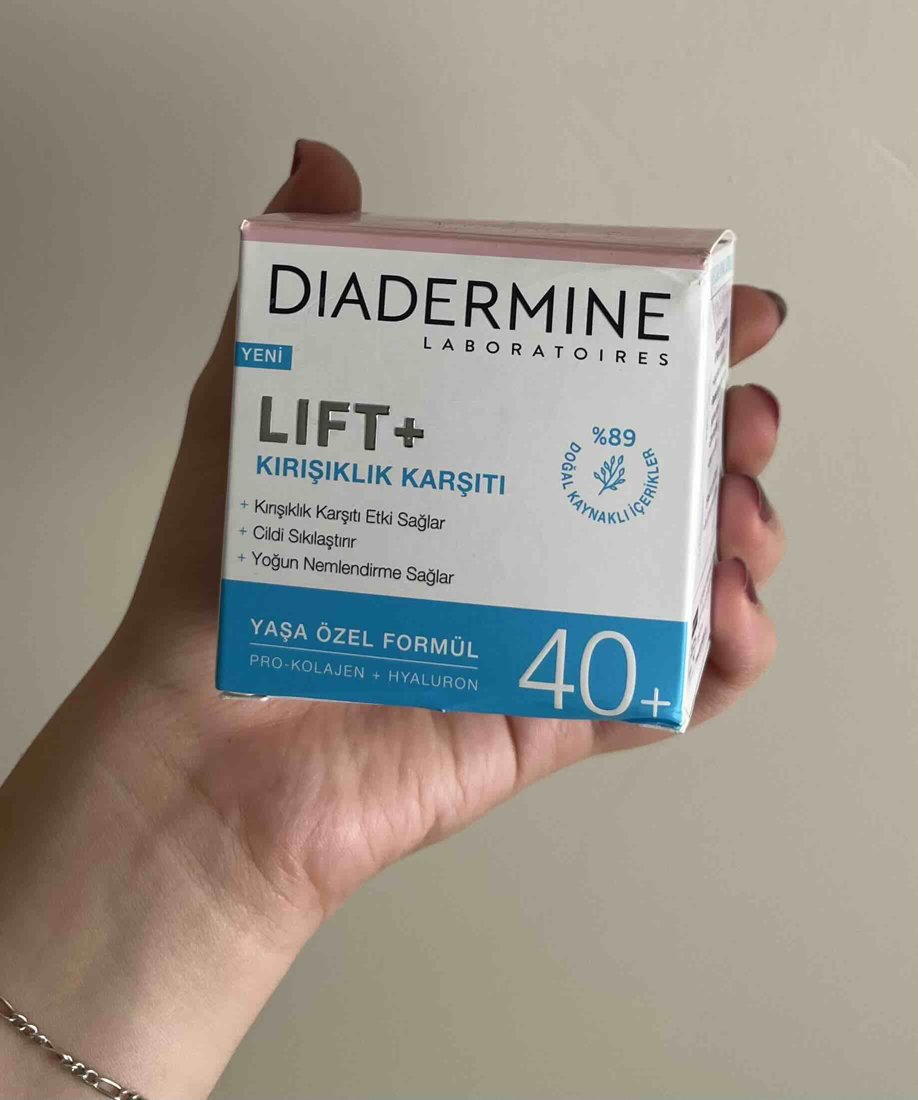 DIADERMINE
LABORATOIRES
YENİ
LIFT+
KIRIŞIKLIK KARŞITI
+ Kırışıklık Karşıtı Etki Sağlar
+ Cildi Sıkılaştırır
+ Yoğun Nemlendirme Sağlar
%89
DOĞAL KAYNAKLI İÇERİKLER
YAŞA ÖZEL FORMÜL
PRO-KOLAJEN + HYALURON
40+